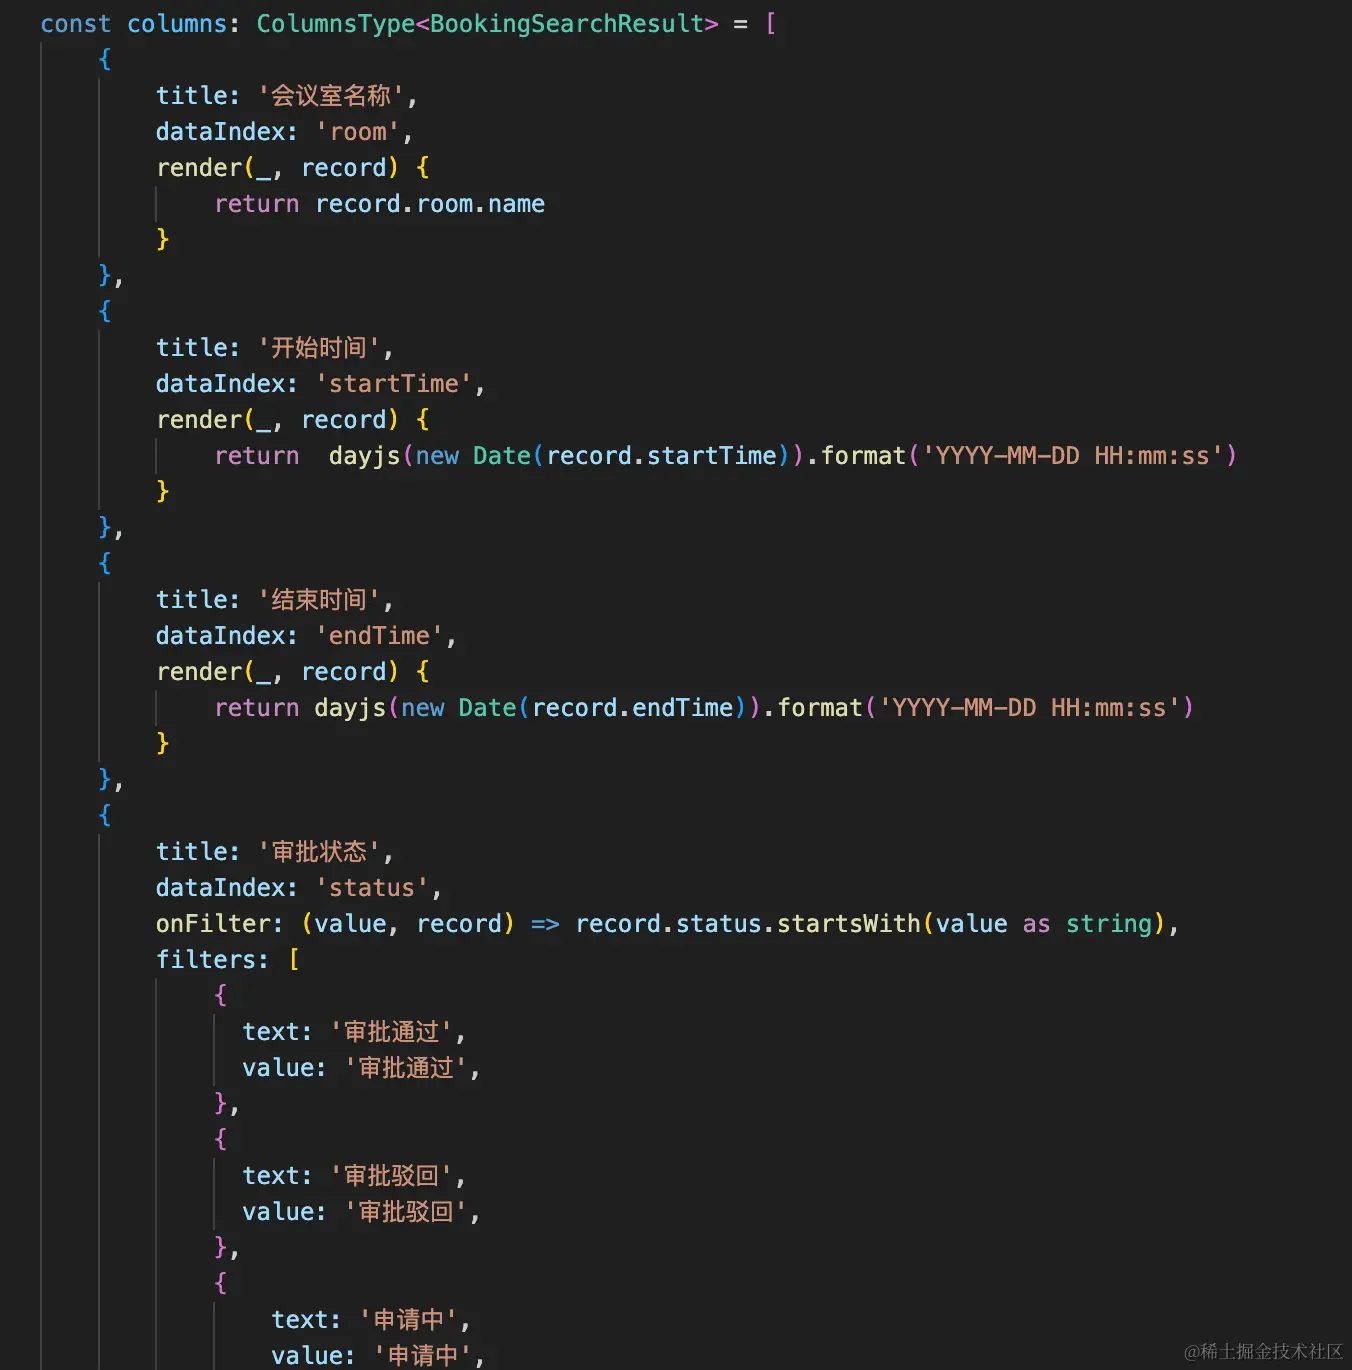 const columns: ColumnsType<BookingSearchResult> = [
    {
        title: '会议室名称',
        dataIndex: 'room',
        render(_, record) {
            return record.room.name
        }
    },
    {
        title: '开始时间',
        dataIndex: 'startTime',
        render(_, record) {
            return  dayjs(new Date(record.startTime)).format('YYYY-MM-DD HH:mm:ss')
        }
    },
    {
        title: '结束时间',
        dataIndex: 'endTime',
        render(_, record) {
            return dayjs(new Date(record.endTime)).format('YYYY-MM-DD HH:mm:ss')
        }
    },
    {
        title: '审批状态',
        dataIndex: 'status',
        onFilter: (value, record) => record.status.startsWith(value as string),
        filters: [
            {
              text: '审批通过',
              value: '审批通过',
            },
            {
              text: '审批驳回',
              value: '审批驳回',
            },
            {
                text: '申请中',
                value: '申请中',
@稀土掘金技术社区